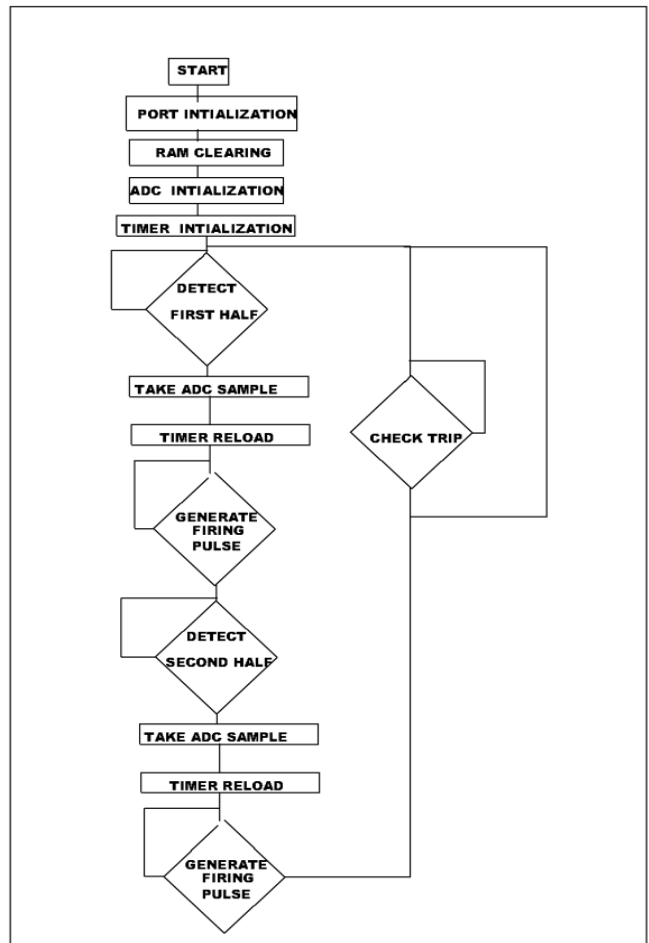 START
PORT INTIALIZATION
RAM CLEARING
ADC INTIALIZATION
TIMER INTIALIZATION
DETECT
FIRST HALF
TAKE ADC SAMPLE
TIMER RELOAD
CHECK TRIP
GENERATE
FIRING
PULSE
DETECT
SECOND HALF
TAKE ADC SAMPLE
TIMER RELOAD
GENERATE
FIRING
PULSE